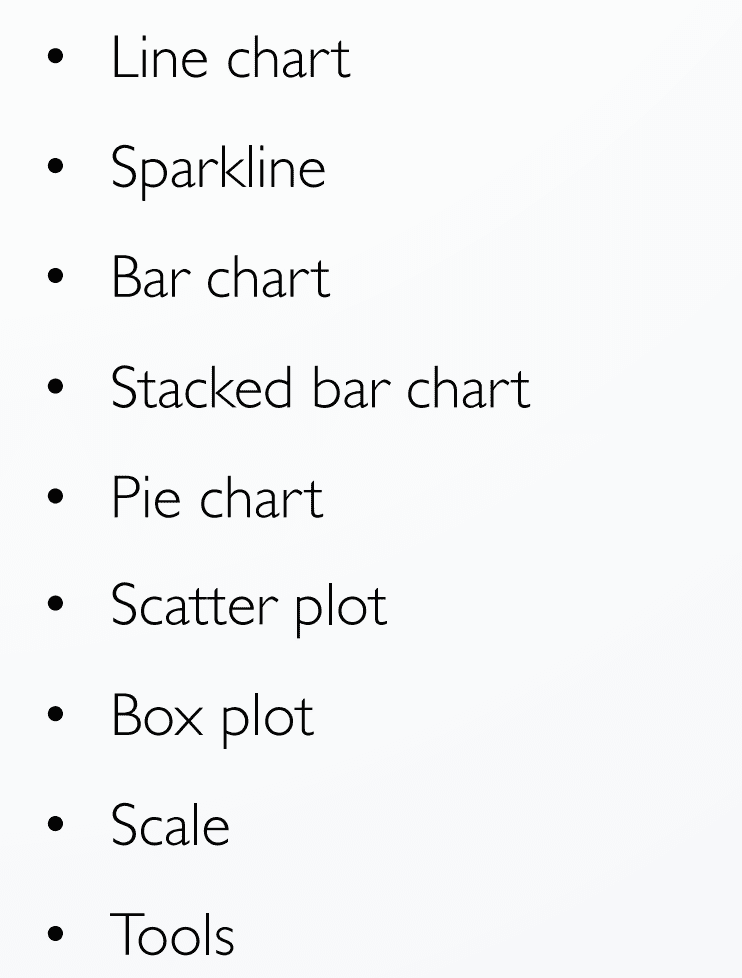 • Line chart
• Sparkline
• Bar chart
• Stacked bar chart
• Pie chart
• Scatter plot
• Box plot
• Scale
• Tools